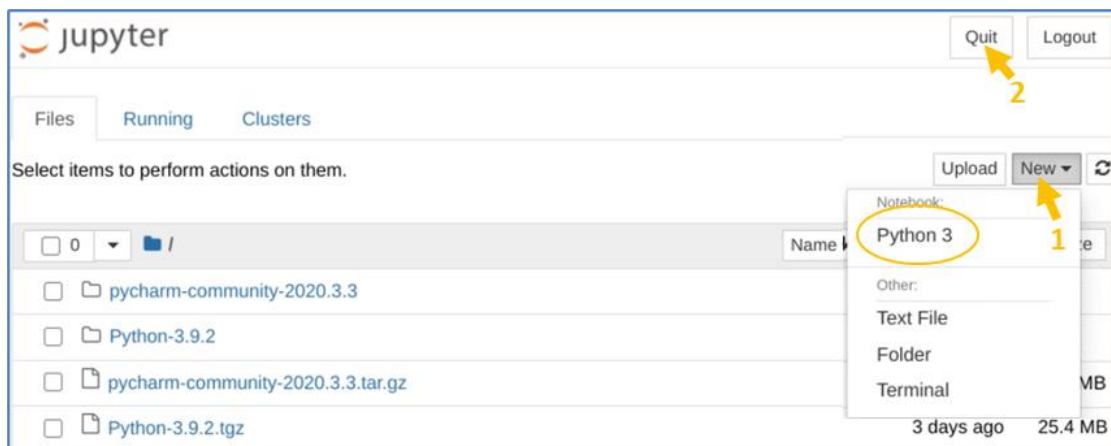 jupyter
Quit Logout
2
Files Running Clusters
Select items to perform actions on them.
Upload New
Notebook:
1
0 / Name
Python 3
pycharm-community-2020.3.3
Other:
Python-3.9.2
Text File
Folder
pycharm-community-2020.3.3.tar.gz
Terminal
MB
Python-3.9.2.tgz 3 days ago 25.4 MB